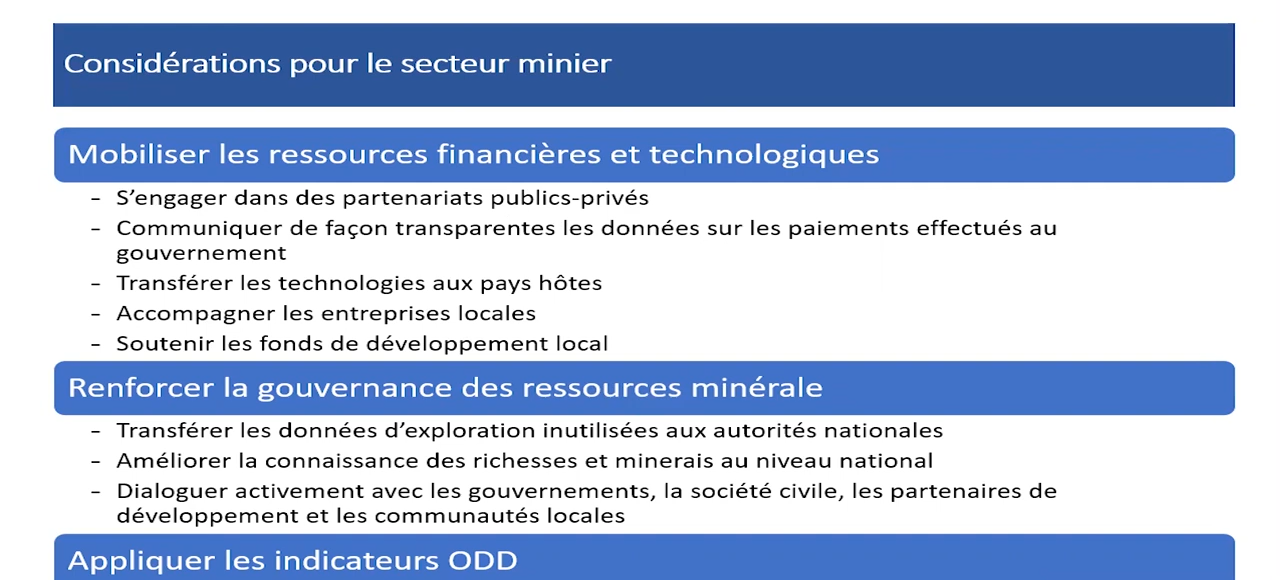 Considérations pour le secteur minier
Mobiliser les ressources financières et technologiques
- S’engager dans des partenariats publics-privés
- Communiquer de façon transparentes les données sur les paiements effectués au
gouvernement
- Transférer les technologies aux pays hôtes
- Accompagner les entreprises locales
- Soutenir les fonds de développement local
Renforcer la gouvernance des ressources minérale
- Transférer les données d’exploration inutilisées aux autorités nationales
- Améliorer la connaissance des richesses et minerais au niveau national
- Dialoguer activement avec les gouvernements, la société civile, les partenaires de
développement et les communautés locales
Appliquer les indicateurs ODD